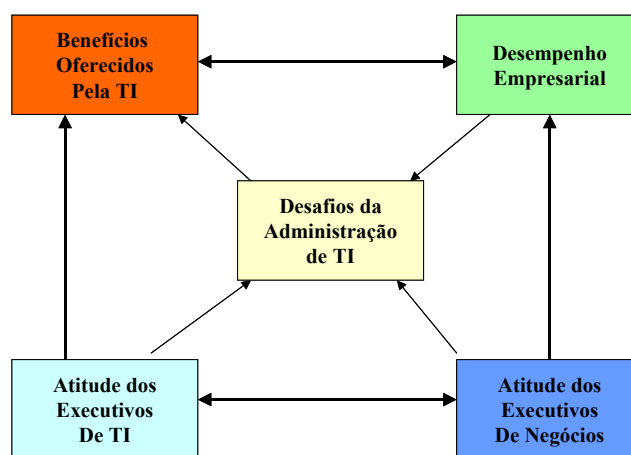 Benefícios
Oferecidos
Pela TI
Desempenho
Empresarial
Desafios da
Administração
de TI
Atitude dos
Executivos
De TI
Atitude dos
Executivos
De Negócios